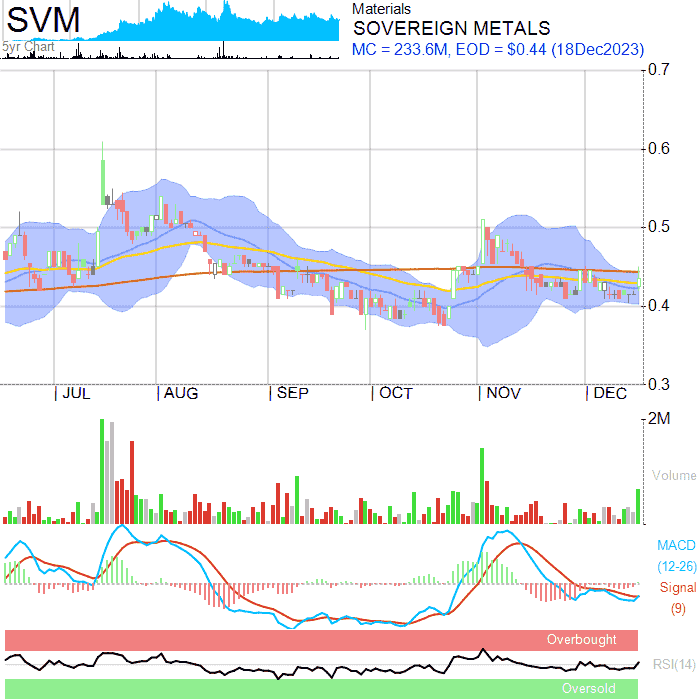 SVM
5yr Chart
Materials
SOVEREIGN METALS
MC = 233.6M, EOD = $0.44 (18Dec2023)
0.7
0.6
0.5
0.4
0.3
JUL AUG SEP OCT NOV DEC
2M
Volume
MACD
(12-26)
Signal
(9)
Overbought
RSI(14)
Oversold